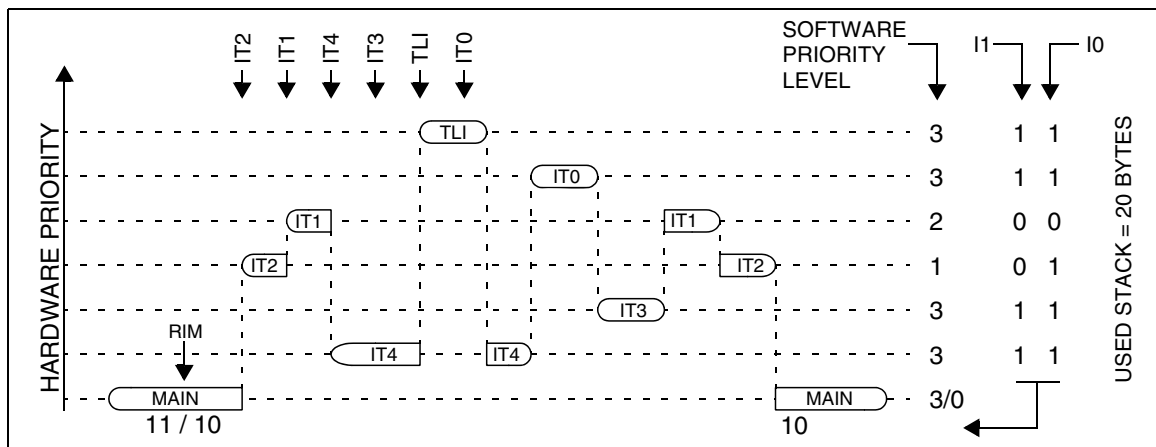 IT2
IT1
IT4
IT3
TLI
IT0
SOFTWARE
PRIORITY
LEVEL
I1
I0
HARDWARE PRIORITY
TLI
3
1 1
IT0
3
1 1
IT1
IT1
2
0 0
IT2
IT2
1
0 1
IT3
3
1 1
RIM
IT4
IT4
3
1 1
MAIN
MAIN
3/0
11 / 10
10
USED STACK = 20 BYTES